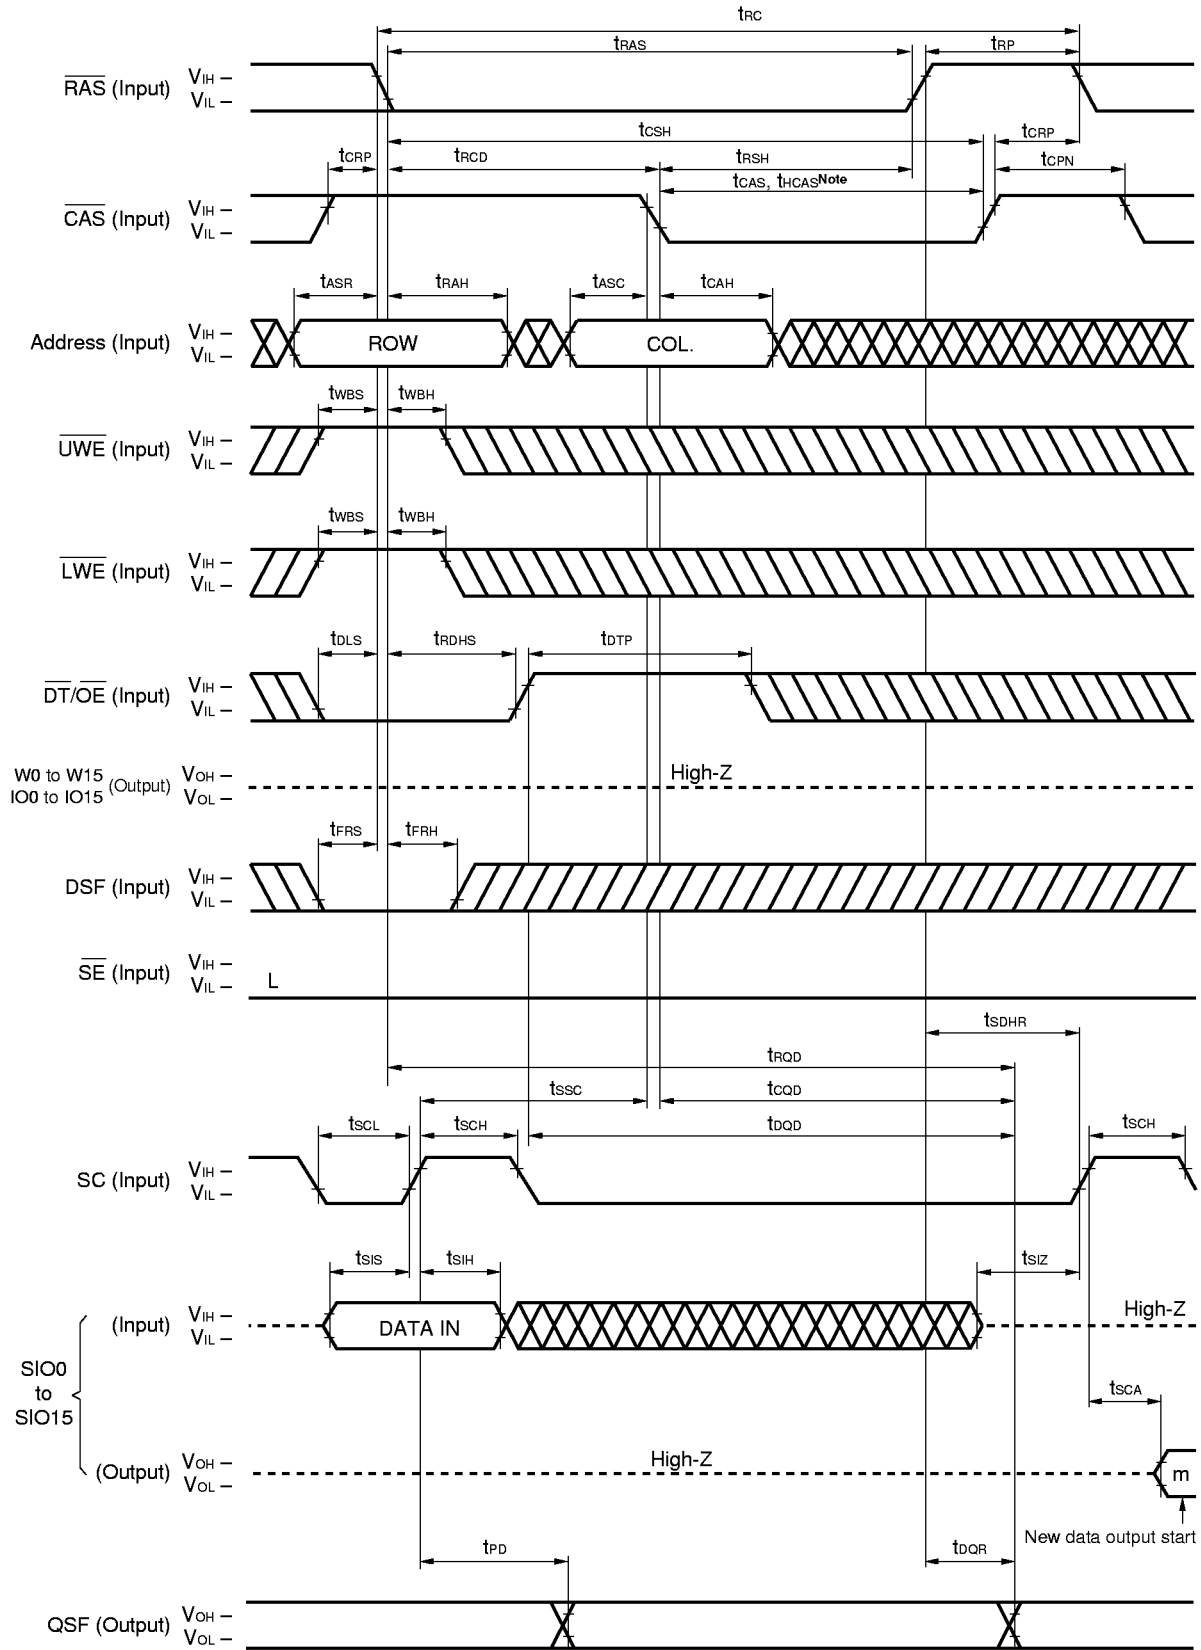 tRC
tRAS tRP
RAS (Input) VIH –
VIL –
tCSH tCRP
tCRP tRCD tRSH tCPN
tCAS, tHCAS Note
CAS (Input) VIH –
VIL –
tASR tRAH tASC tCAH
Address (Input) VIH –
VIL –
ROW COL.
tWBS tWBH
UWE (Input) VIH –
VIL –
tWBS tWBH
LWE (Input) VIH –
VIL –
tDLS tRDHS tDTP
DT/OE (Input) VIH –
VIL –
W0 to W15
IO0 to IO15 (Output) VOH –
VOL –
High-Z
tFRS tFRH
DSF (Input) VIH –
VIL –
SE (Input) VIH –
VIL –
L
tSDHR
tRQD
tSSC tCQD
tSCL tSCH tDQD tSCH
SC (Input) VIH –
VIL –
tSIS tSIH tSIZ
(Input) VIH –
VIL –
DATA IN High-Z
SIO0
to
SIO15
tSCA
(Output) VOH –
VOL –
High-Z m
New data output start
tPD tDQR
QSF (Output) VOH –
VOL –